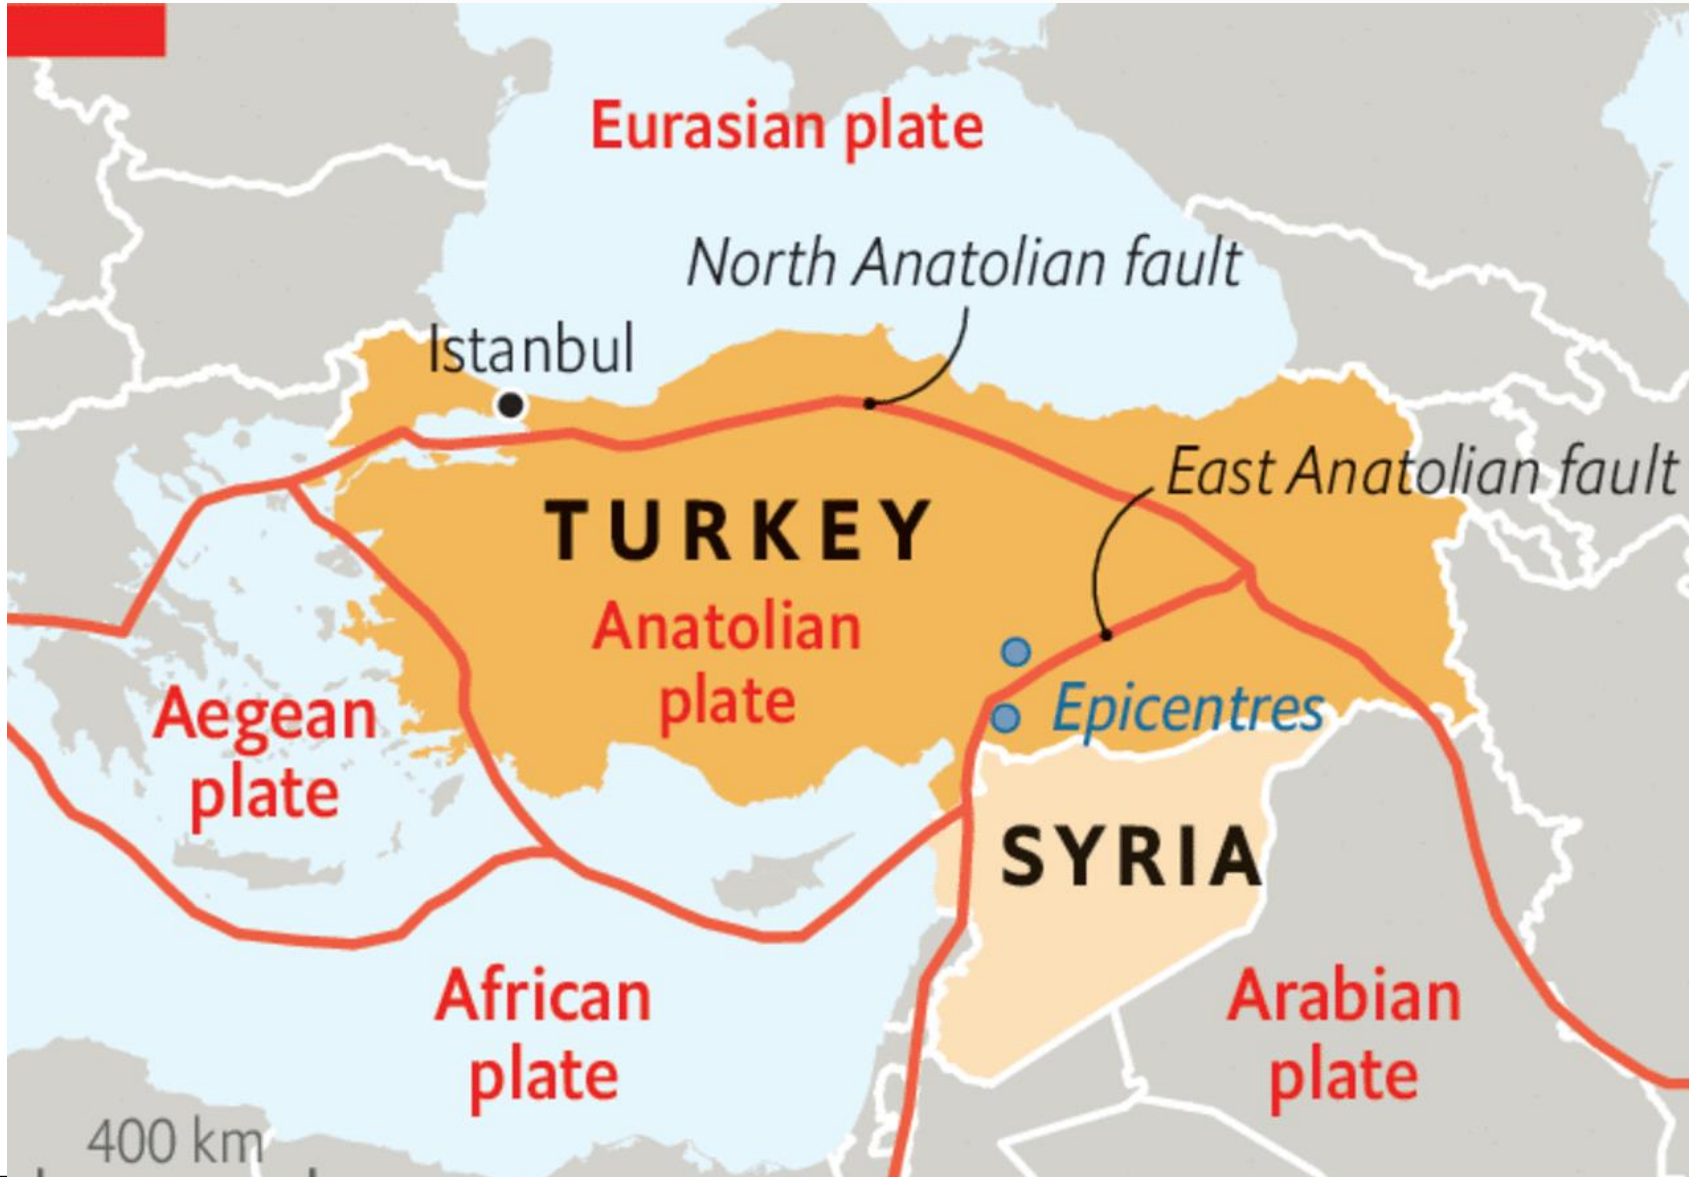 Eurasian plate
North Anatolian fault
Istanbul
East Anatolian fault
TURKEY
Anatolian
plate
Aegean
plate
Epicentres
SYRIA
African
plate
Arabian
plate
400 km